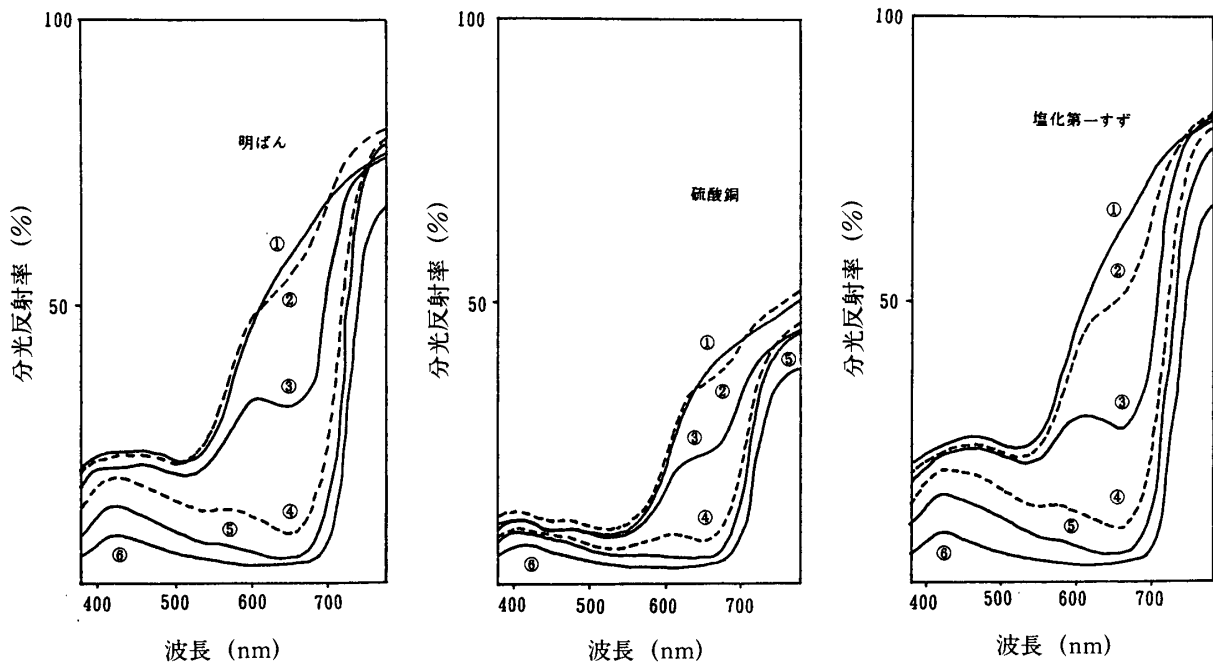 100
50
分光反射率 (%)
明ばん
①
②
③
④
⑤
⑥
400 500 600 700
波長 (nm)
100
50
分光反射率 (%)
硫酸銅
①
⑤
②
③
④
⑥
400 500 600 700
波長 (nm)
100
50
分光反射率 (%)
塩化第一すず
①
②
③
④
⑤
⑥
400 500 600 700
波長 (nm)